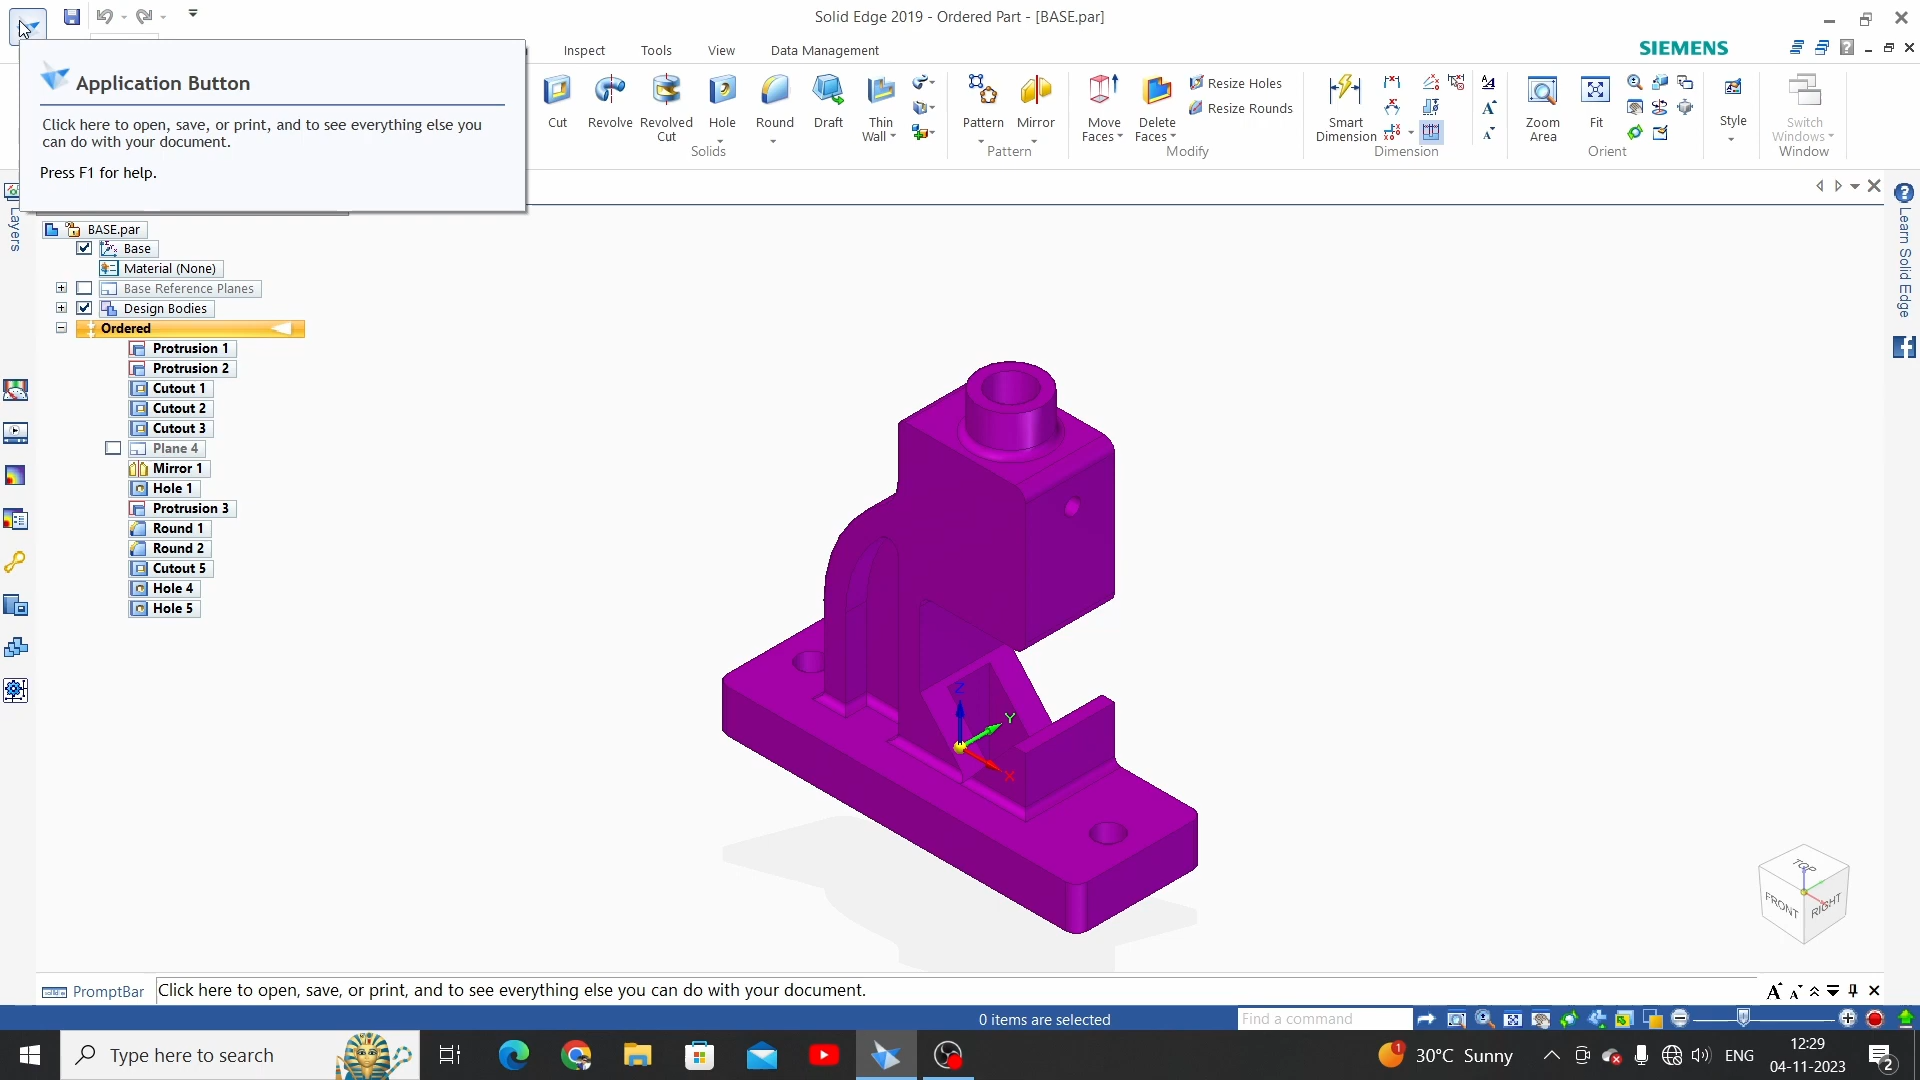 Solid Edge 2019 - Ordered Part - [BASE.par]
Inspect
Tools
View
Data Management
SIEMENS
Application Button
Click here to open, save, or print, and to see everything else you
can do with your document.
Press F1 for help.
Cut
Revolve
Revolved
Cut
Hole
Round
Draft
Thin
Wall
Solids
Pattern
Mirror
Pattern
Move
Faces
Delete
Faces
Resize Holes
Resize Rounds
Modify
Smart
Dimension
Dimension
Zoom
Area
Fit
Orient
Style
Switch
Windows
Window
Layers
Learn Solid Edge
BASE.par
Base
Material (None)
Base Reference Planes
Design Bodies
Ordered
Protrusion 1
Protrusion 2
Cutout 1
Cutout 2
Cutout 3
Plane 4
Mirror 1
Hole 1
Protrusion 3
Round 1
Round 2
Cutout 5
Hole 4
Hole 5
Z
Y
X
TOP
FRONT
RIGHT
PromptBar
Click here to open, save, or print, and to see everything else you can do with your document.
0 items are selected
Find a command
Type here to search
1
30°C Sunny
ENG
12:29
04-11-2023
2